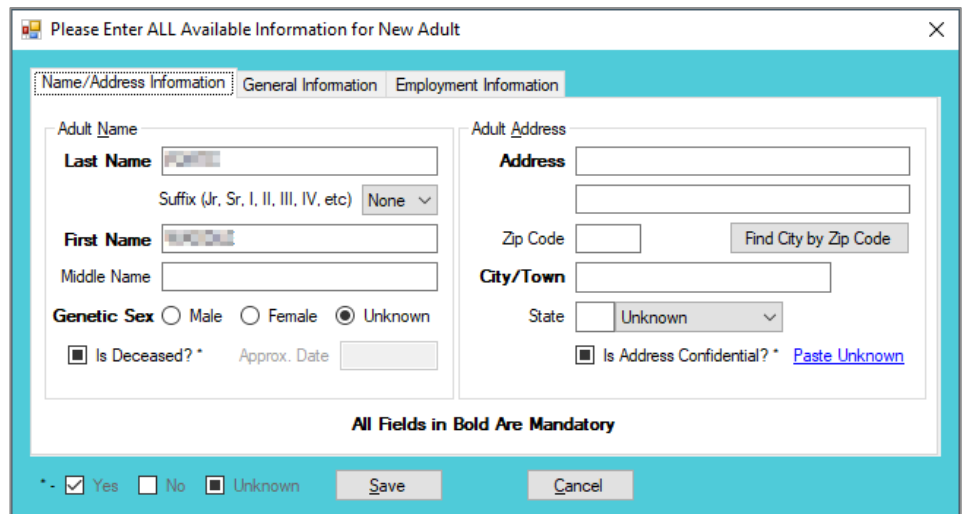 Please Enter ALL Available Information for New Adult
Name/Address Information General Information Employment Information
Adult Name
Last Name
Suffix (Jr, Sr, I, II, III, IV, etc) None
First Name
Middle Name
Genetic Sex Male Female Unknown
Is Deceased? * Approx. Date
Adult Address
Address
Zip Code Find City by Zip Code
City/Town
State Unknown
Is Address Confidential? * Paste Unknown
All Fields in Bold Are Mandatory
* - Yes No Unknown Save Cancel